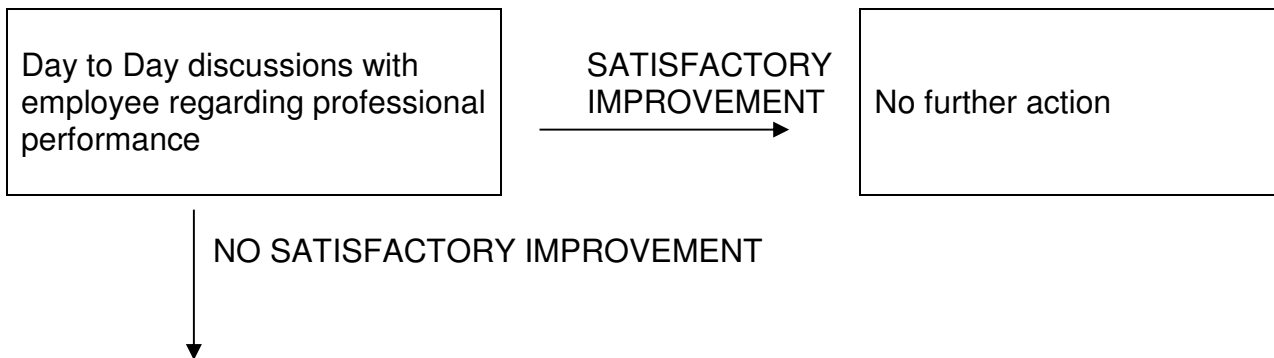 Day to Day discussions with
employee regarding professional
performance
SATISFACTORY
IMPROVEMENT
No further action
NO SATISFACTORY IMPROVEMENT